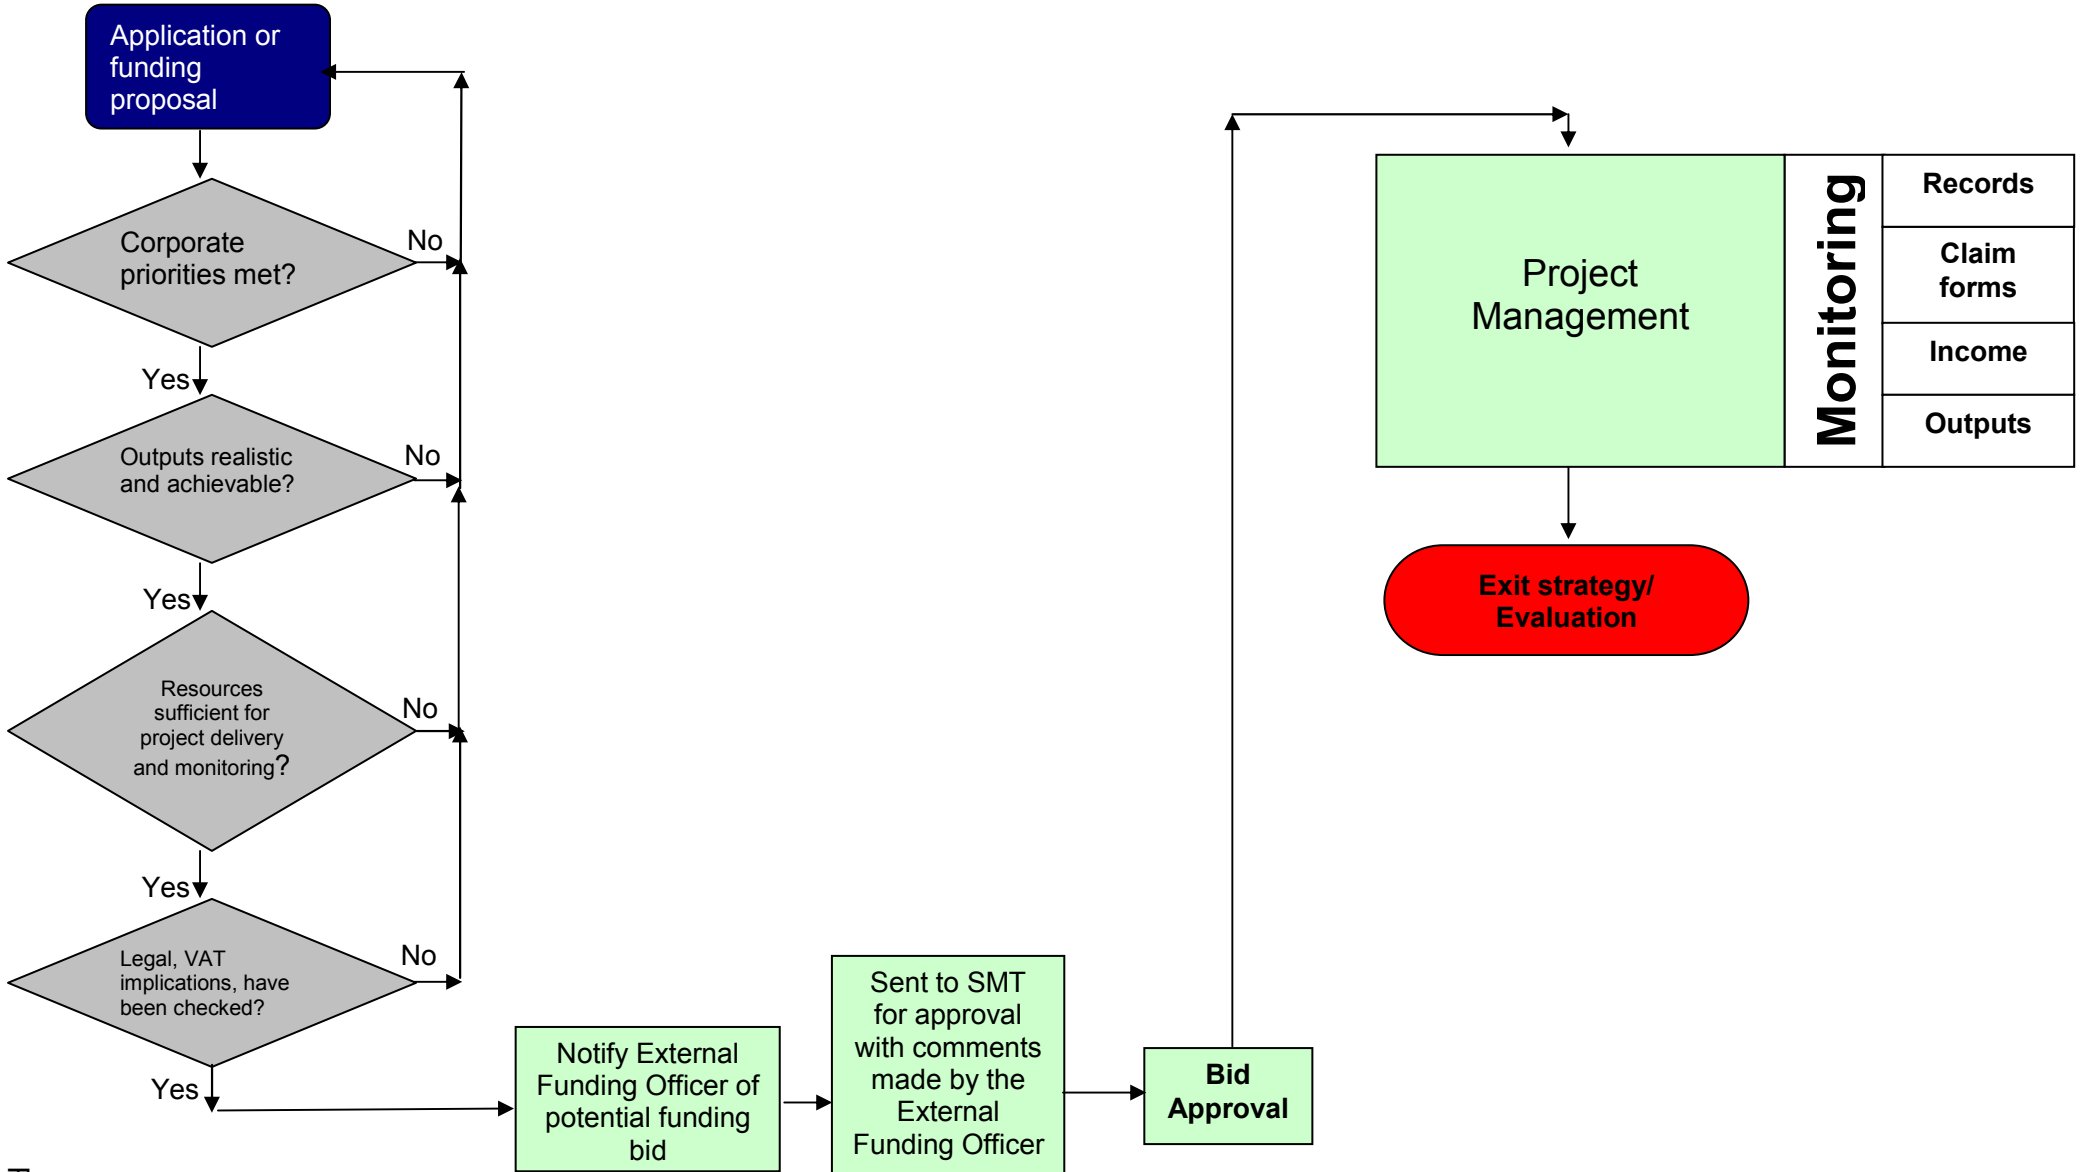 Application or
funding
proposal
Corporate
priorities met?
No
Yes
Outputs realistic
and achievable?
No
Yes
Resources
sufficient for
project delivery
and monitoring?
No
Yes
Legal, VAT
implications, have
been checked?
No
Yes
Notify External
Funding Officer of
potential funding
bid
Sent to SMT
for approval
with comments
made by the
External
Funding Officer
Bid
Approval
Project
Management
Monitoring
Records
Claim
forms
Income
Outputs
Exit strategy/
Evaluation